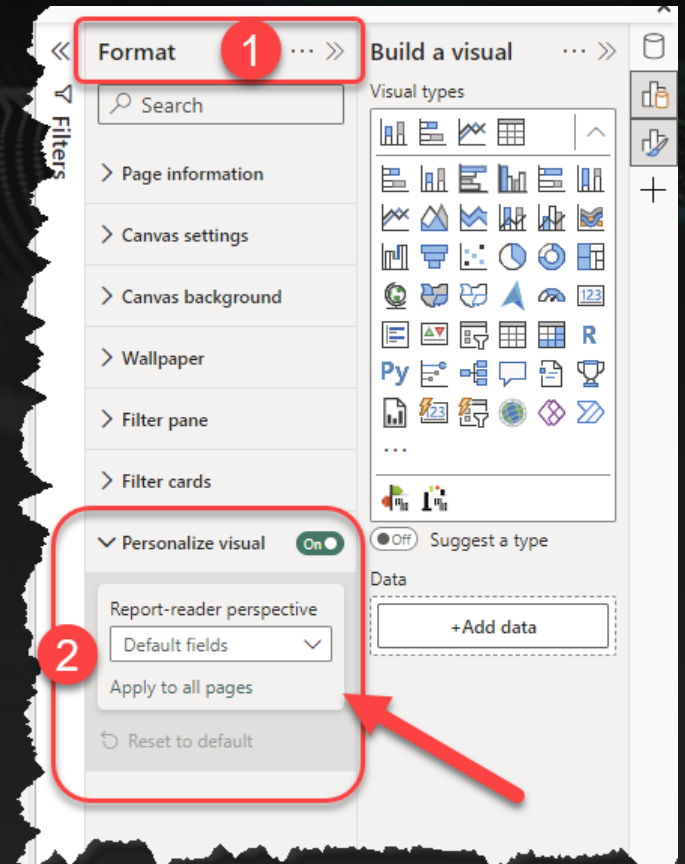 Format
1
Build a visual
Filters
Search
Visual types
Page information
Canvas settings
Canvas background
Wallpaper
Filter pane
Filter cards
123
R
Py
123
Personalize visual
On
Off
Suggest a type
Data
Report-reader perspective
+Add data
2
Default fields
Apply to all pages
Reset to default